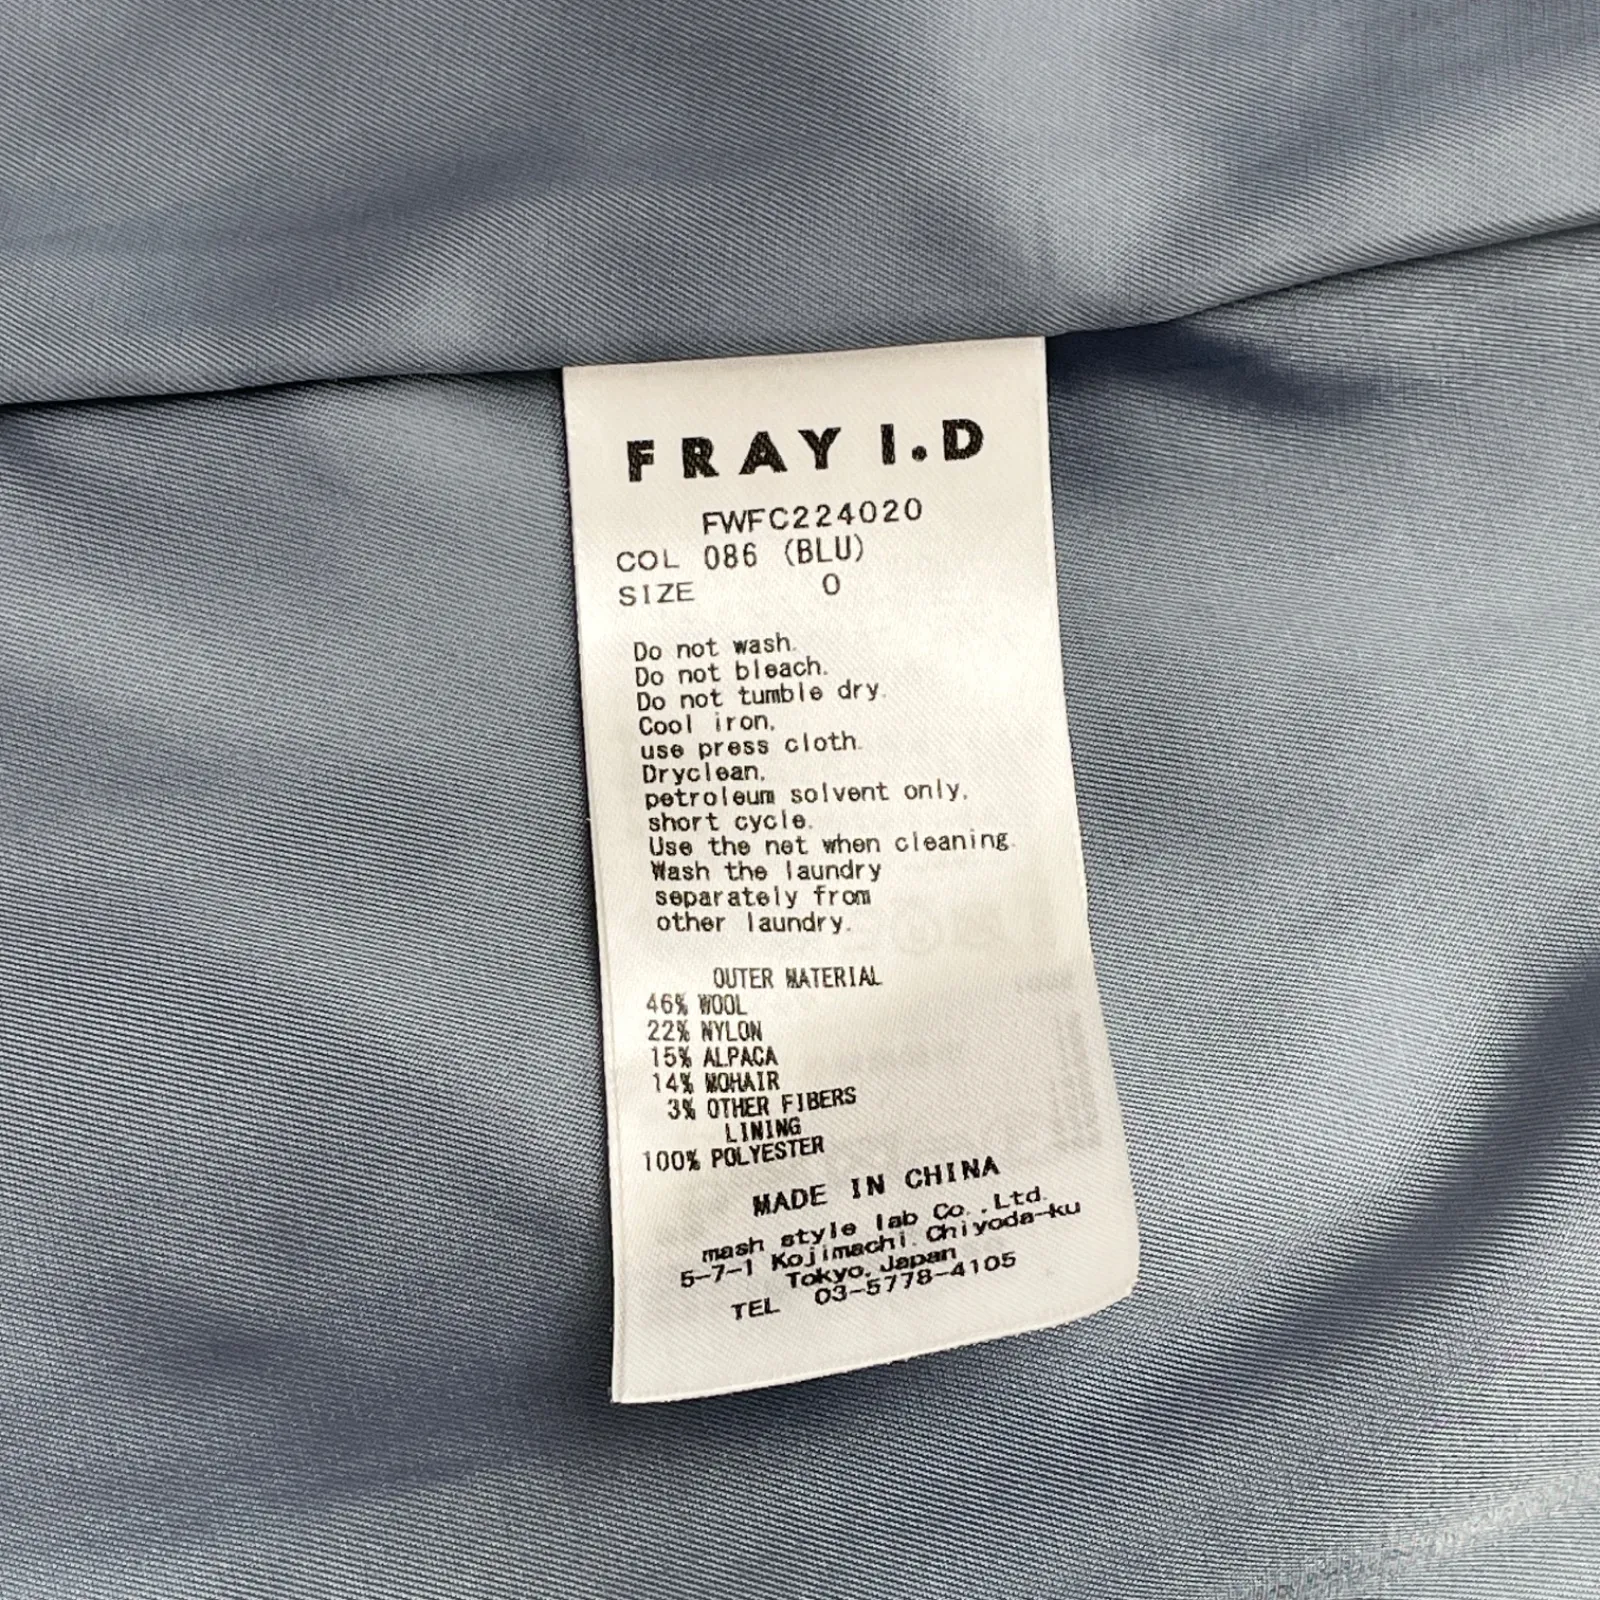 FRAY I.D
FWFC224020
COL 086 (BLU)
SIZE 0
Do not wash.
Do not bleach.
Do not tumble dry.
Cool iron.
use press cloth.
Dryclean.
petroleum solvent only.
short cycle.
Use the net when cleaning.
Wash the laundry
separately from
other laundry.
OUTER MATERIAL
46% WOOL
22% NYLON
15% ALPACA
14% MOHAIR
3% OTHER FIBERS
LINING
100% POLYESTER
MADE IN CHINA
mash style lab Co.,Ltd.
5-7-1 Kojimachi. Chiyoda-ku
Tokyo. Japan
TEL 03-5778-4105